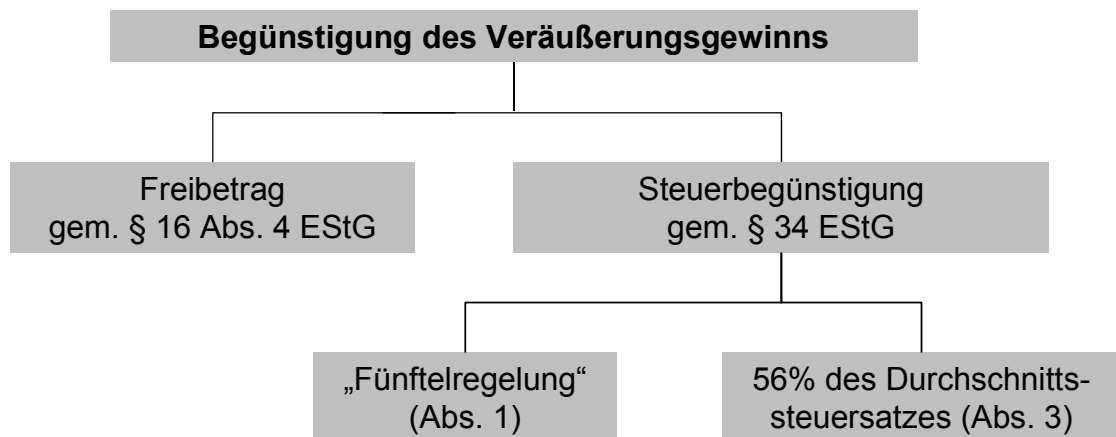 Begünstigung des Veräußerungsgewinns
Freibetrag
gem. § 16 Abs. 4 EStG
Steuerbegünstigung
gem. § 34 EStG
„Fünftelregelung“
(Abs. 1)
56% des Durchschnitts-
steuersatzes (Abs. 3)